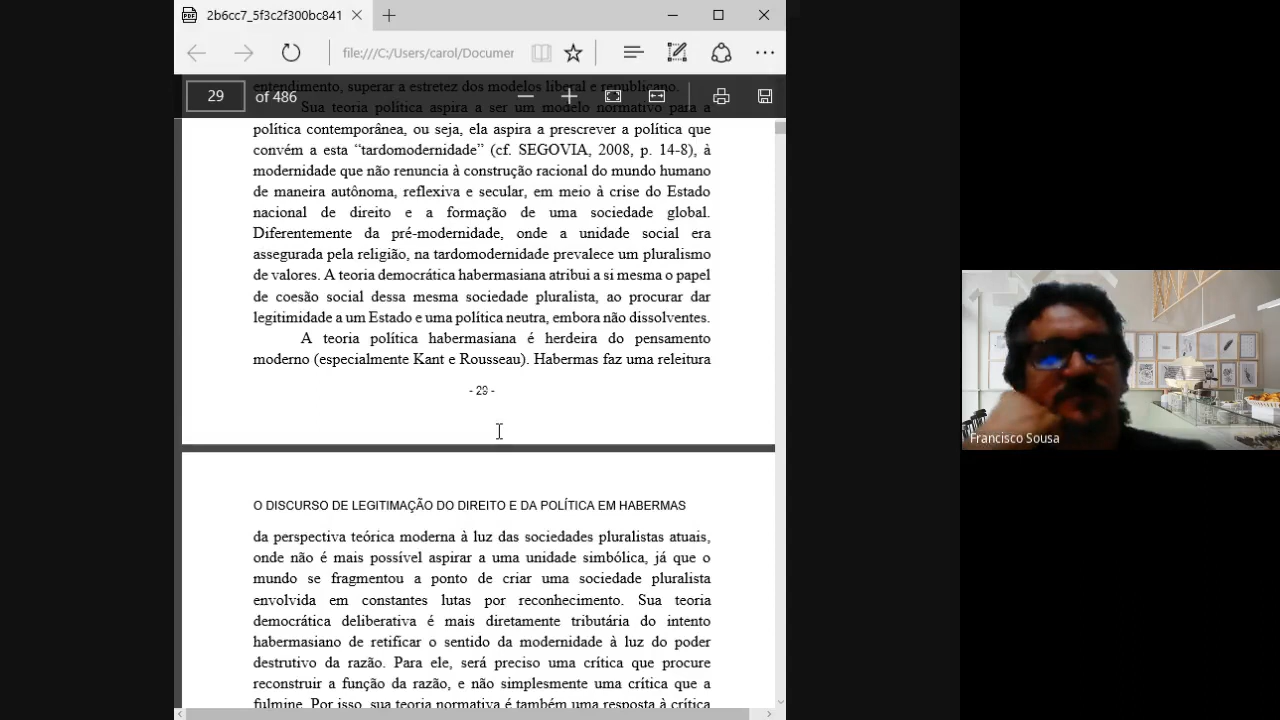 2b6cc7_5f3c2f300bc841
file:///C:/Users/carol/Documer
29 of 486
entendimento, superar a estretez dos modelos liberal e republicano.
Sua teoria política aspira a ser um modelo normativo para a
política contemporânea, ou seja, ela aspira a prescrever a política que
convém a esta “tardomodernidade” (cf. SEGOVIA, 2008, p. 14-8), à
modernidade que não renuncia à construção racional do mundo humano
de maneira autônoma, reflexiva e secular, em meio à crise do Estado
nacional de direito e a formação de uma sociedade global.
Diferentemente da pré-modernidade, onde a unidade social era
assegurada pela religião, na tardomodernidade prevalece um pluralismo
de valores. A teoria democrática habermasiana atribui a si mesma o papel
de coesão social dessa mesma sociedade pluralista, ao procurar dar
legitimidade a um Estado e uma política neutra, embora não dissolventes.
A teoria política habermasiana é herdeira do pensamento
moderno (especialmente Kant e Rousseau). Habermas faz uma releitura
- 29 -
O DISCURSO DE LEGITIMAÇÃO DO DIREITO E DA POLÍTICA EM HABERMAS
da perspectiva teórica moderna à luz das sociedades pluralistas atuais,
onde não é mais possível aspirar a uma unidade simbólica, já que o
mundo se fragmentou a ponto de criar uma sociedade pluralista
envolvida em constantes lutas por reconhecimento. Sua teoria
democrática deliberativa é mais diretamente tributária do intento
habermasiano de retificar o sentido da modernidade à luz do poder
destrutivo da razão. Para ele, será preciso uma crítica que procure
reconstruir a função da razão, e não simplesmente uma crítica que a
fulmine. Por isso, sua teoria normativa é também uma resposta à crítica
Francisco Sousa